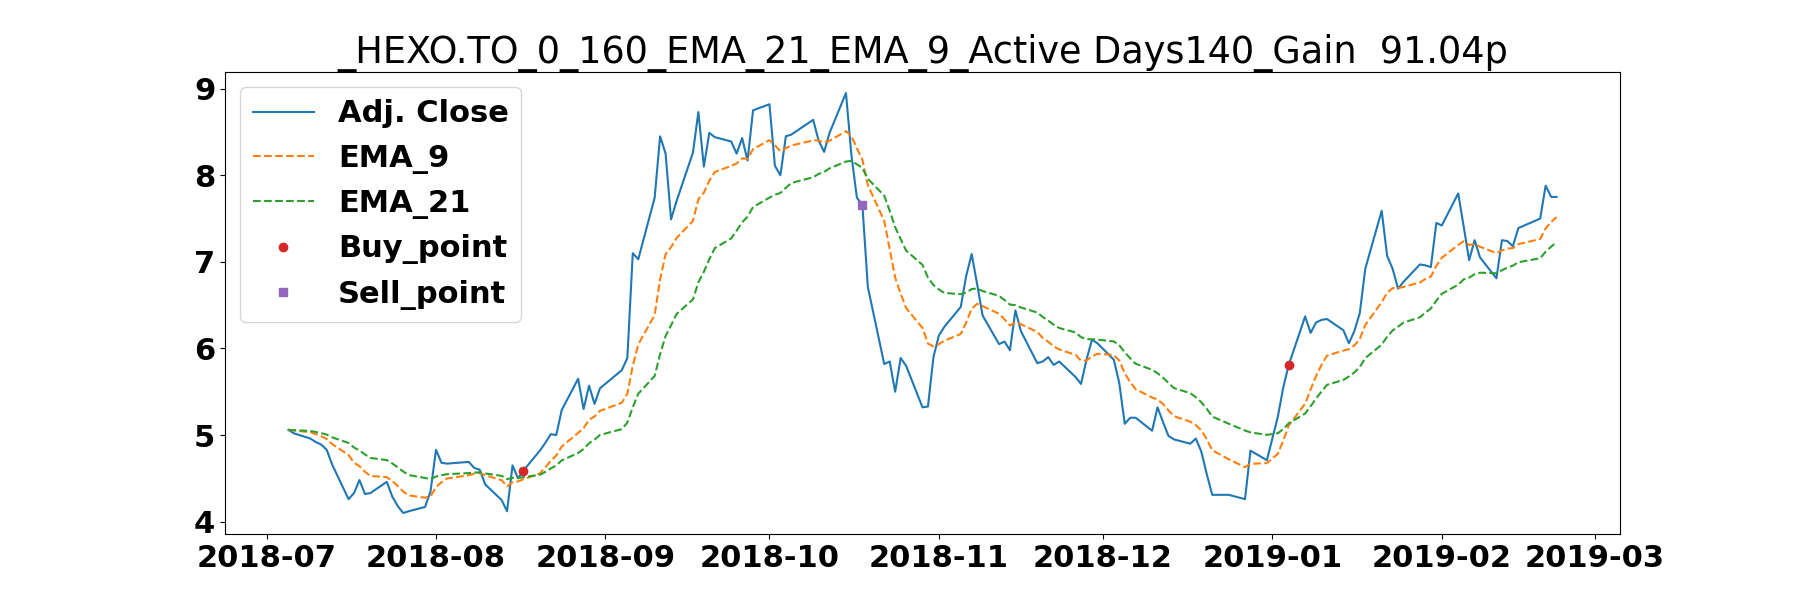 _HEXO.TO_0_160_EMA_21_EMA_9_Active Days140_Gain  91.04p
9
8
7
6
5
4
Adj. Close
EMA_9
EMA_21
Buy_point
Sell_point
2018-07 2018-08 2018-09 2018-10 2018-11 2018-12 2019-01 2019-02 2019-03